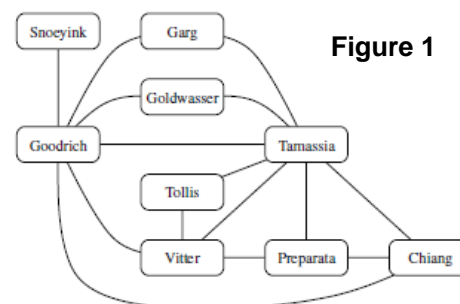 Snoeyink
Garg
Figure 1
Goldwasser
Goodrich
Tamassia
Tollis
Vitter
Preparata
Chiang